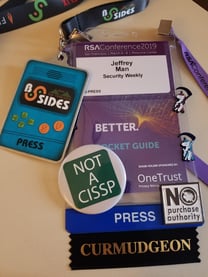 BSIDES
PRESS
RSAConference2019
Jeffrey
Man
Security Weekly
PRESS
BETTER.
POCKET GUIDE
NOT
A
CISSP
OneTrust
NO
purchase
authority
PRESS
CURMUDGEON